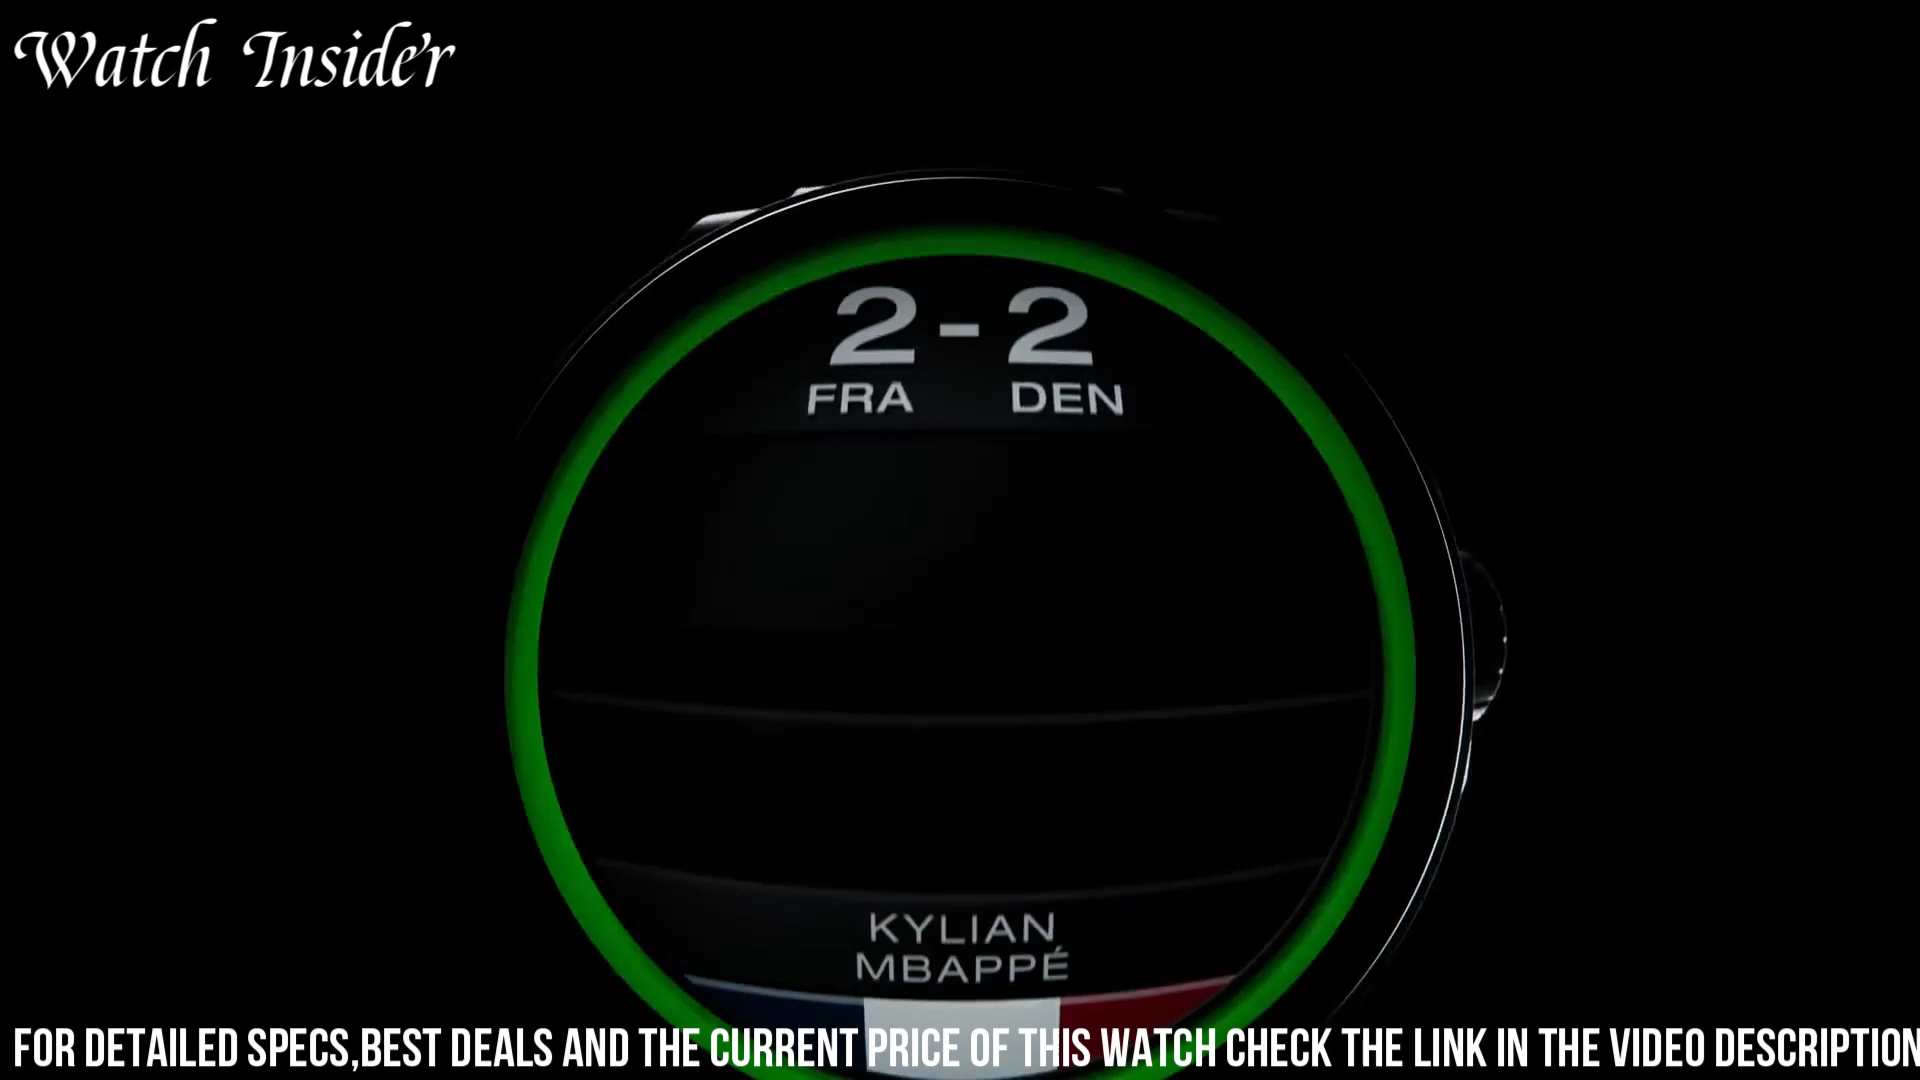 Watch Insider
2-2
FRA DEN
KYLIAN
MBAPPÉ
FOR DETAILED SPECS,BEST DEALS AND THE CURRENT PRICE OF THIS WATCH CHECK THE LINK IN THE VIDEO DESCRIPTION